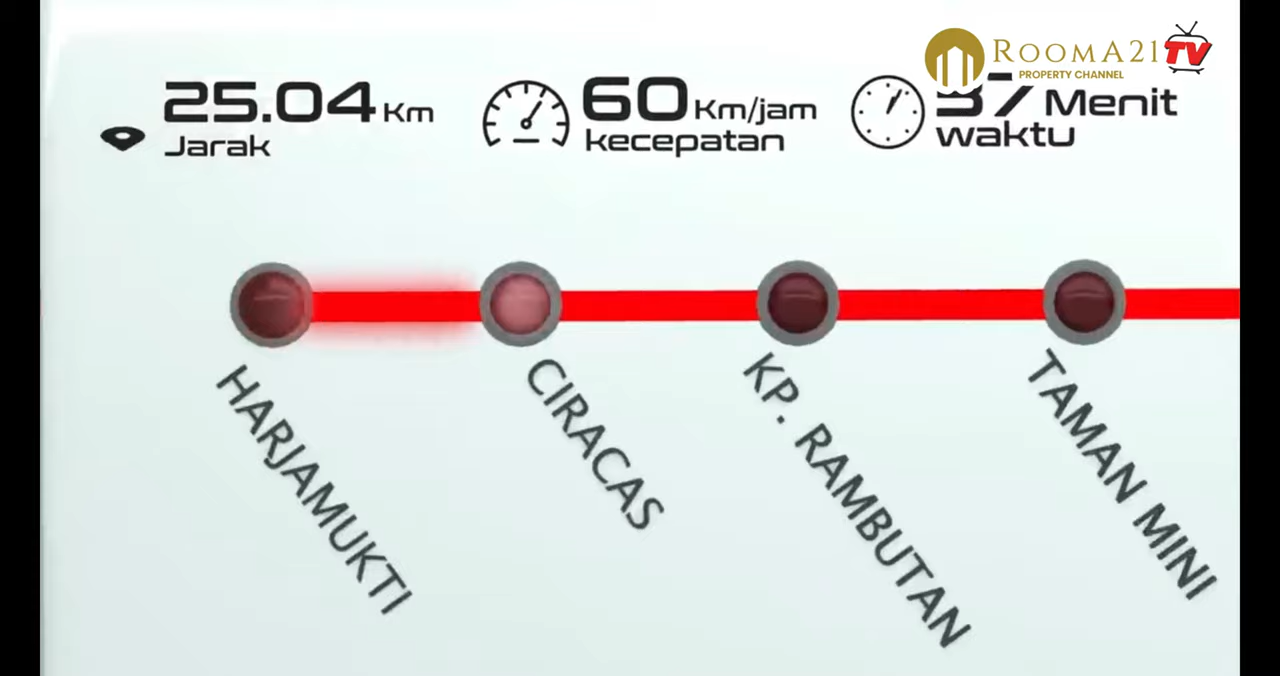 ROOMA21 TV
PROPERTY CHANNEL
25.04 Km
Jarak
60 Km/jam
kecepatan
37 Menit
waktu
HARJAMUKTI
CIRACAS
KP. RAMBUTAN
TAMAN MINI